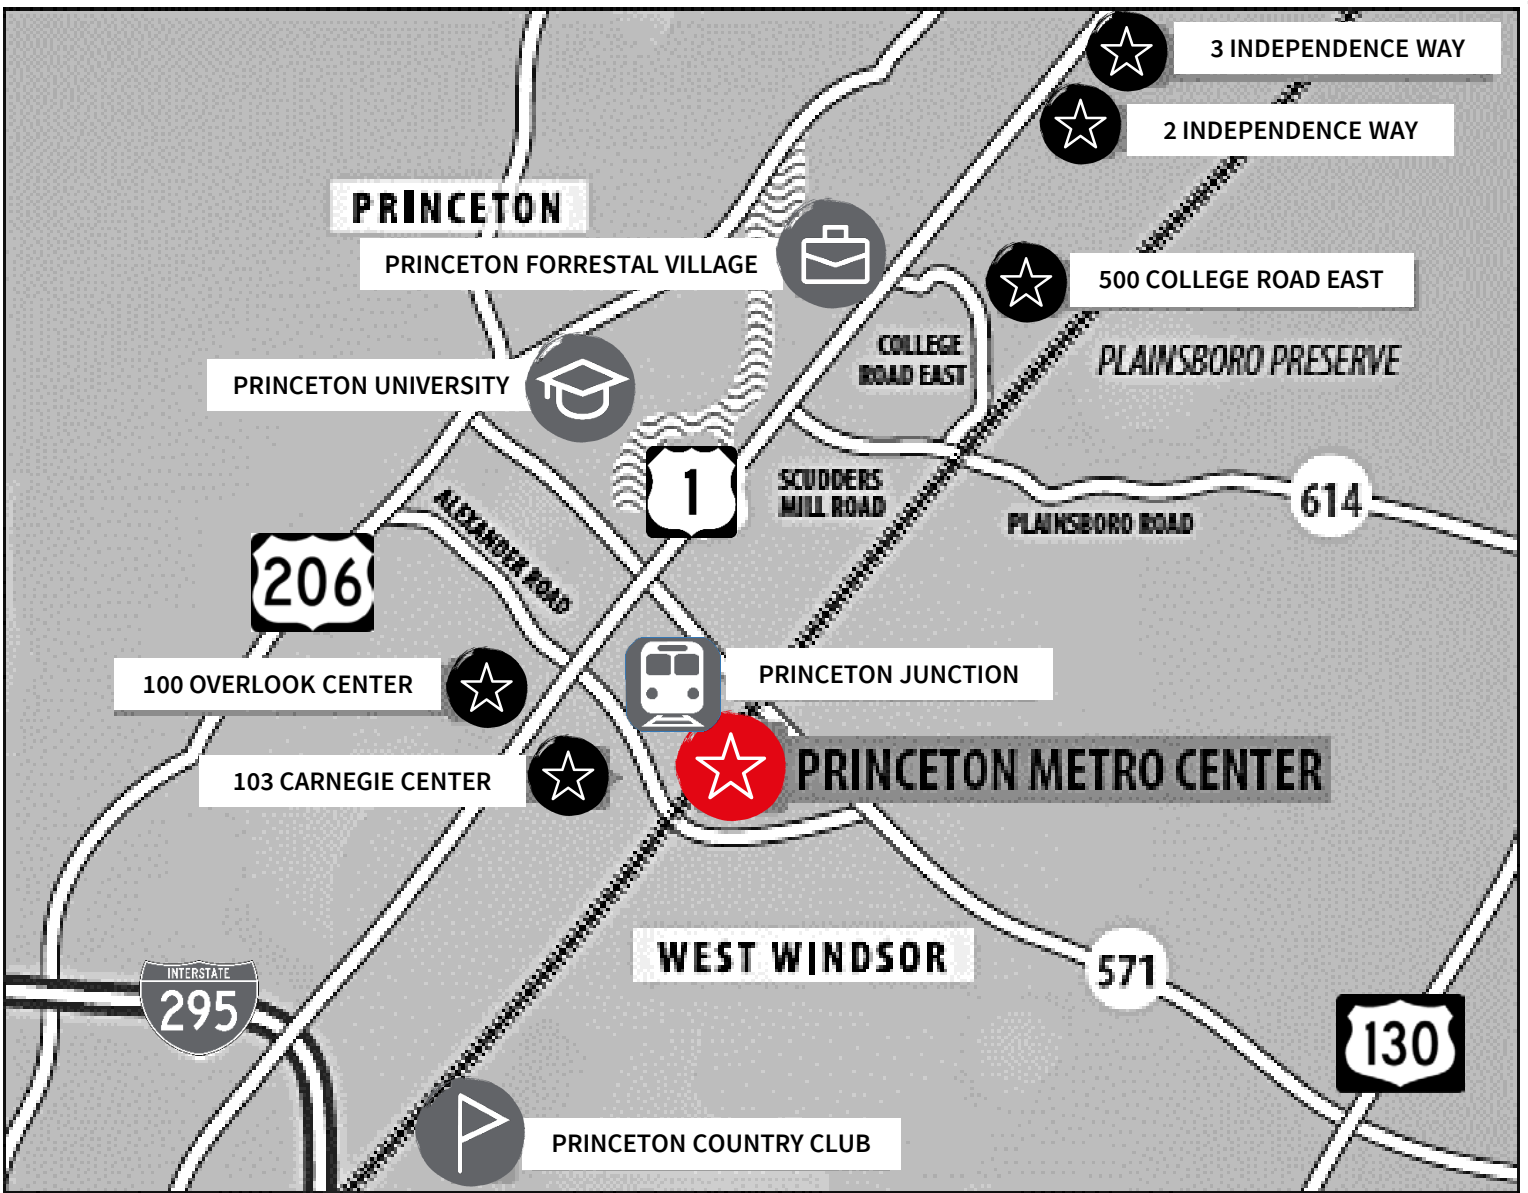 3 INDEPENDENCE WAY
2 INDEPENDENCE WAY
PRINCETON
PRINCETON FORRESTAL VILLAGE
500 COLLEGE ROAD EAST
COLLEGE
ROAD EAST
PLAINSBORO PRESERVE
PRINCETON UNIVERSITY
1
SCUDDERS
MILL ROAD
614
PLAINSBORO ROAD
ALEXANDER ROAD
206
100 OVERLOOK CENTER
PRINCETON JUNCTION
103 CARNEGIE CENTER
PRINCETON METRO CENTER
WEST WINDSOR
571
INTERSTATE
295
130
PRINCETON COUNTRY CLUB